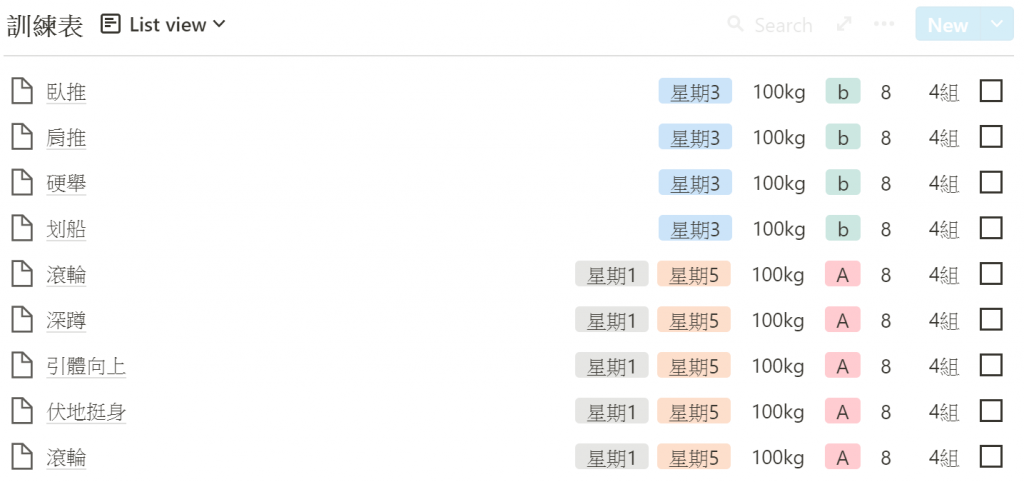 訓練表 List view Search New
臥推 星期3 100kg b 8 4組
肩推 星期3 100kg b 8 4組
硬舉 星期3 100kg b 8 4組
划船 星期3 100kg b 8 4組
滾輪 星期1 星期5 100kg A 8 4組
深蹲 星期1 星期5 100kg A 8 4組
引體向上 星期1 星期5 100kg A 8 4組
伏地挺身 星期1 星期5 100kg A 8 4組
滾輪 星期1 星期5 100kg A 8 4組